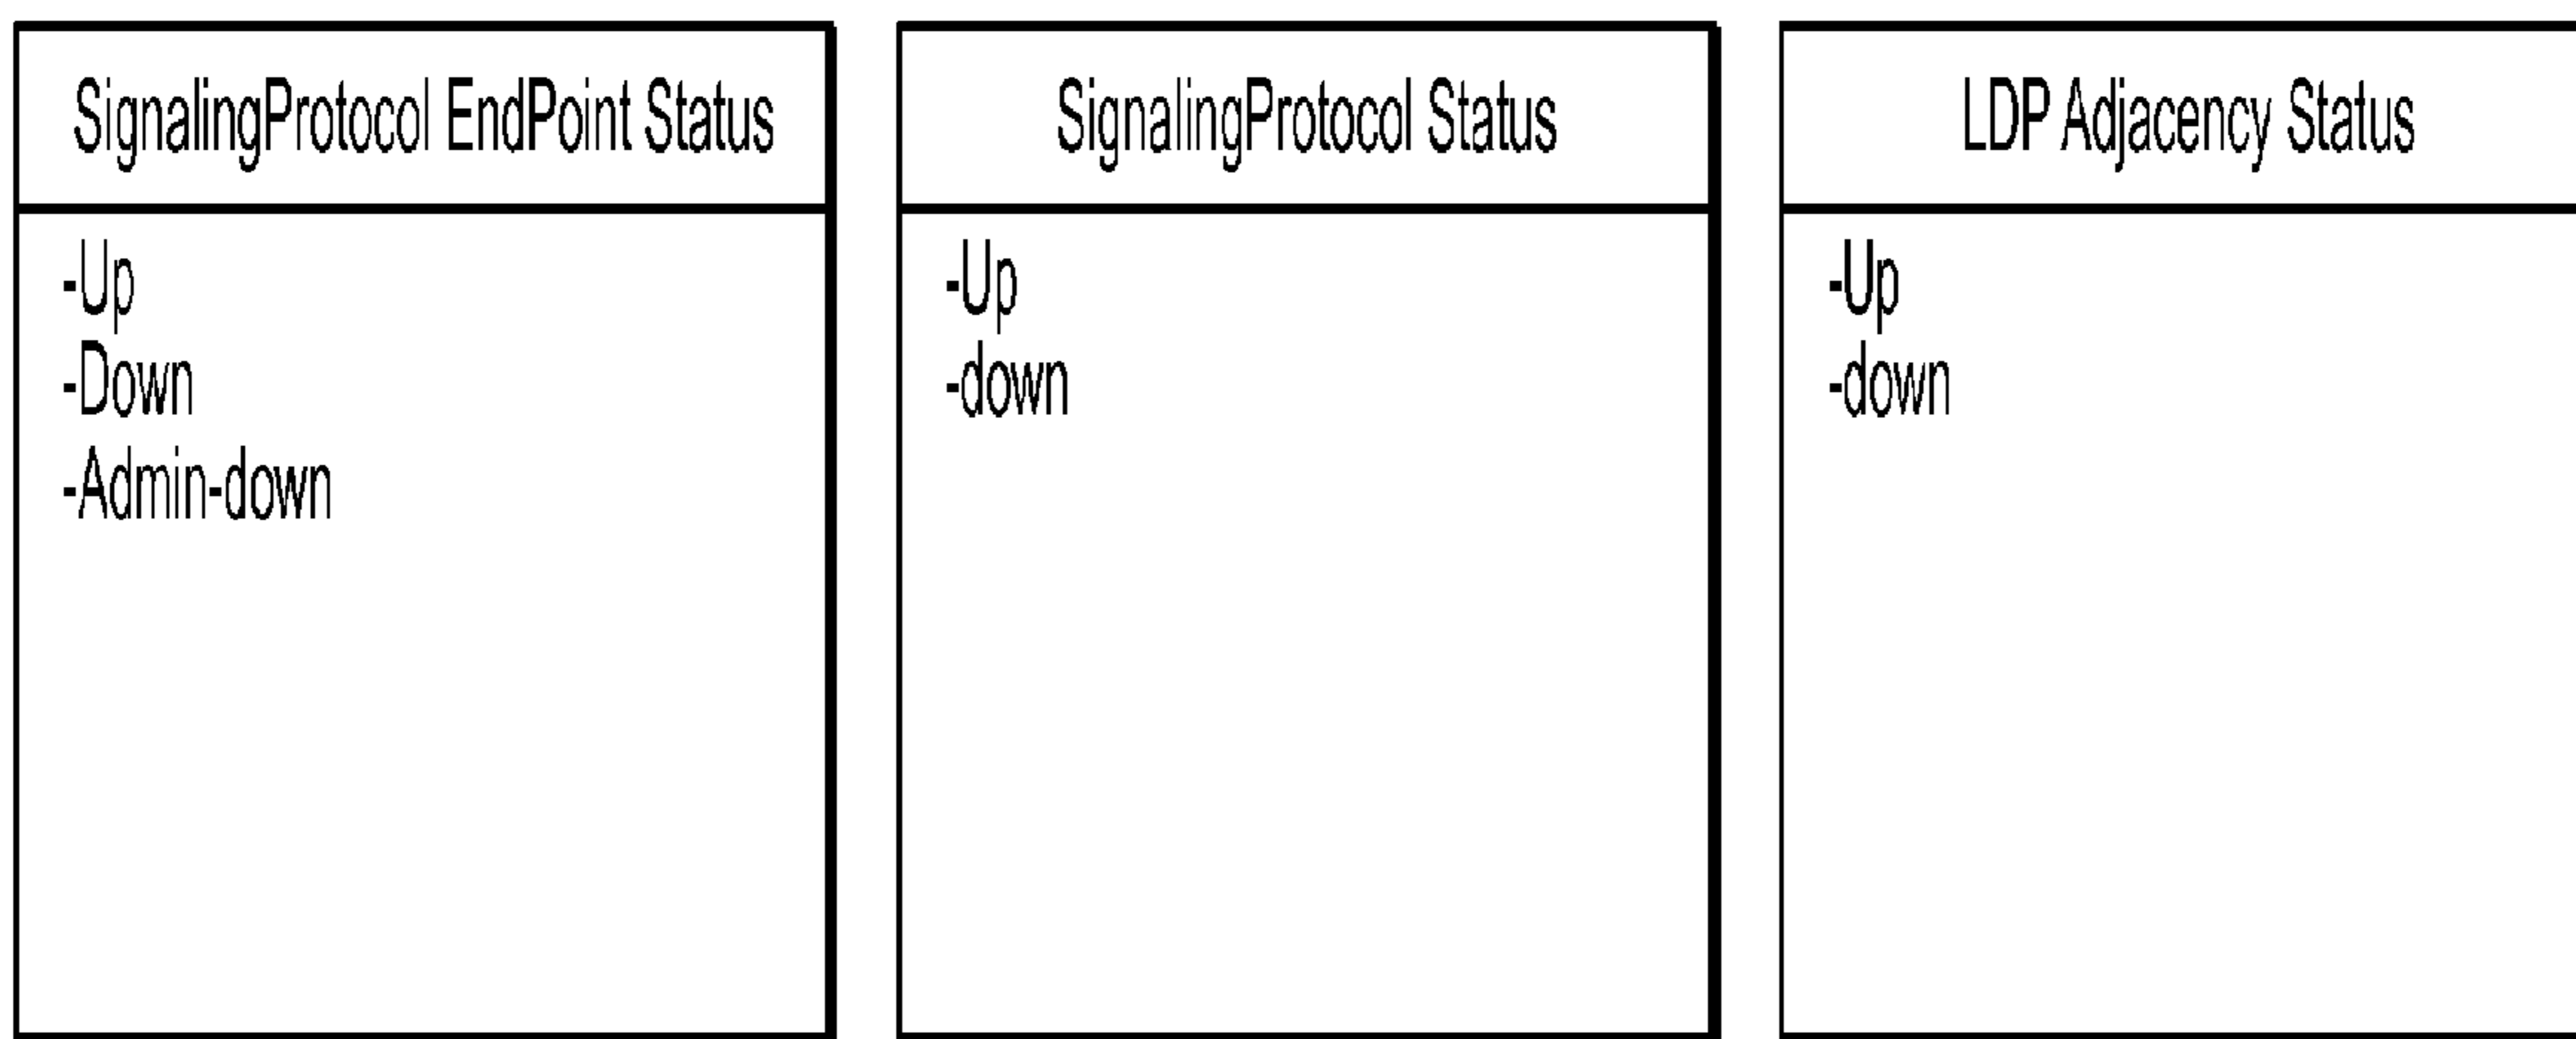 SignalingProtocol EndPoint Status
-Up
-Down
-Admin-down
SignalingProtocol Status
-Up
-down
LDP Adjacency Status
-Up
-down